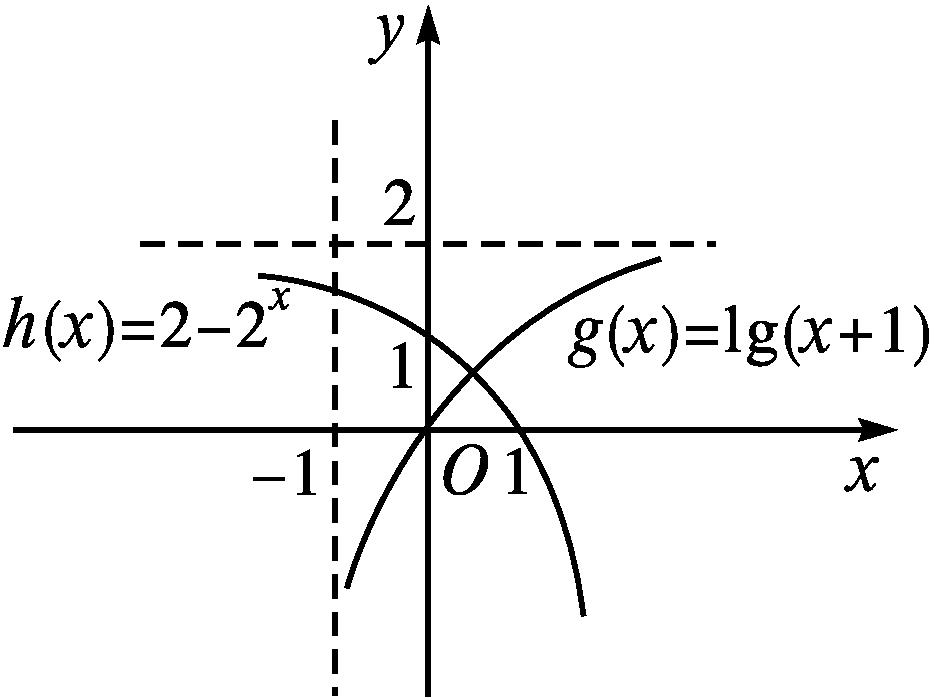 y
2
h(x)=2−2^x
g(x)=lg(x+1)
1
−1
O
1
x